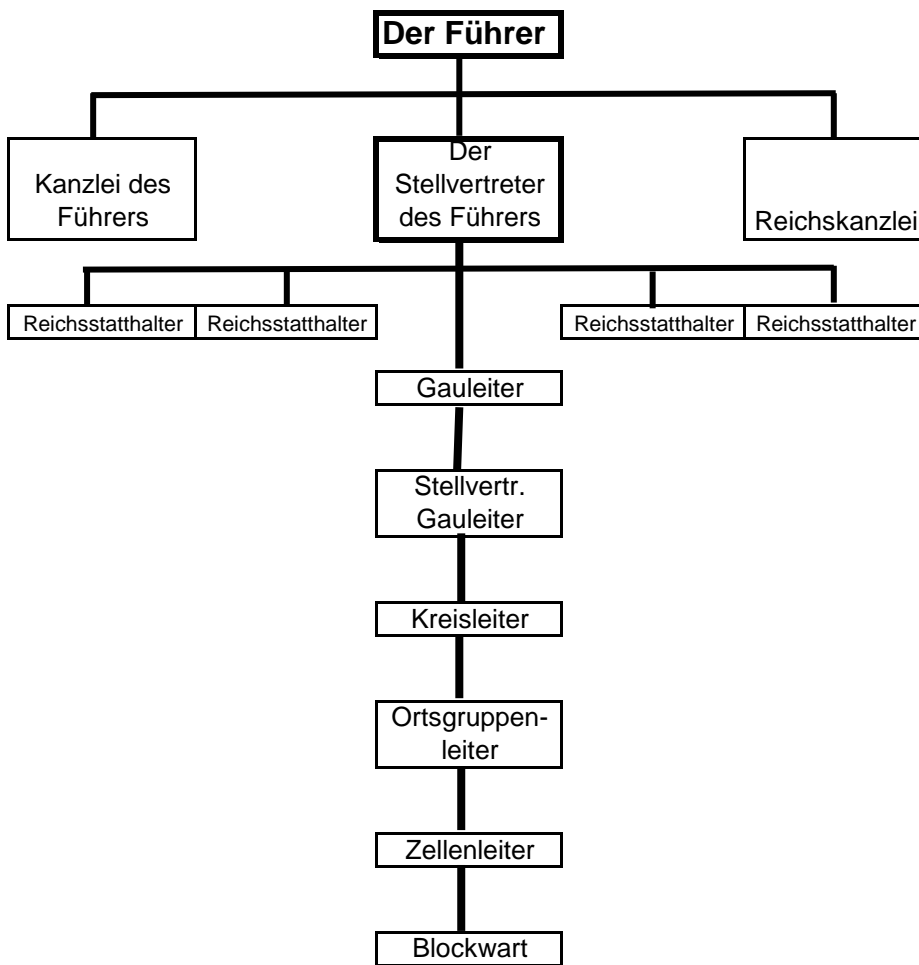 Der Führer
Kanzlei des
Führers
Der
Stellvertreter
des Führers
Reichskanzlei
Reichsstatthalter
Reichsstatthalter
Reichsstatthalter
Reichsstatthalter
Gauleiter
Stellvertr.
Gauleiter
Kreisleiter
Ortsgruppen-
leiter
Zellenleiter
Blockwart